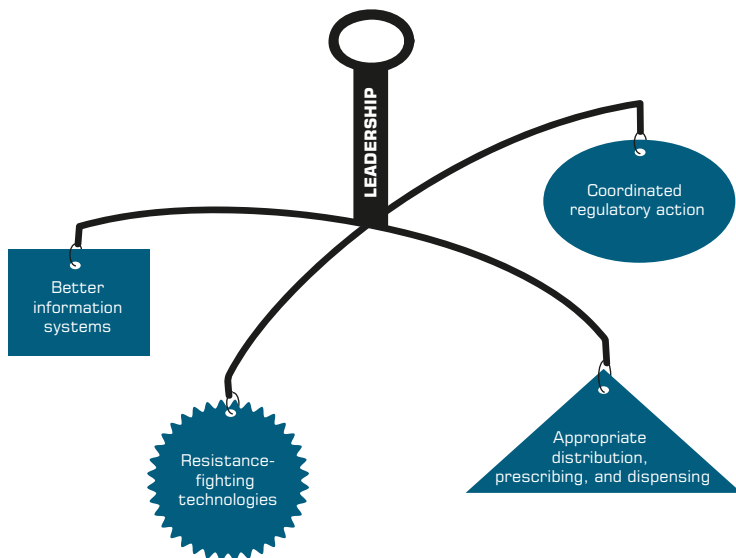 LEADERSHIP
Coordinated
regulatory action
Better
information
systems
Resistance-
fighting
technologies
Appropriate
distribution,
prescribing, and dispensing